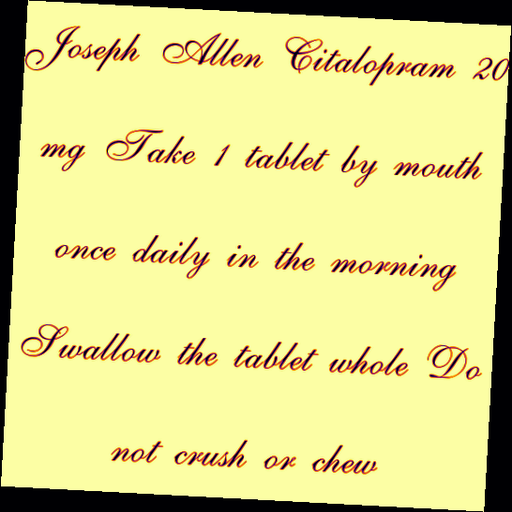 Joseph Allen Citalopram 20
mg Take 1 tablet by mouth
once daily in the morning
Swallow the tablet whole Do
not crush or chew